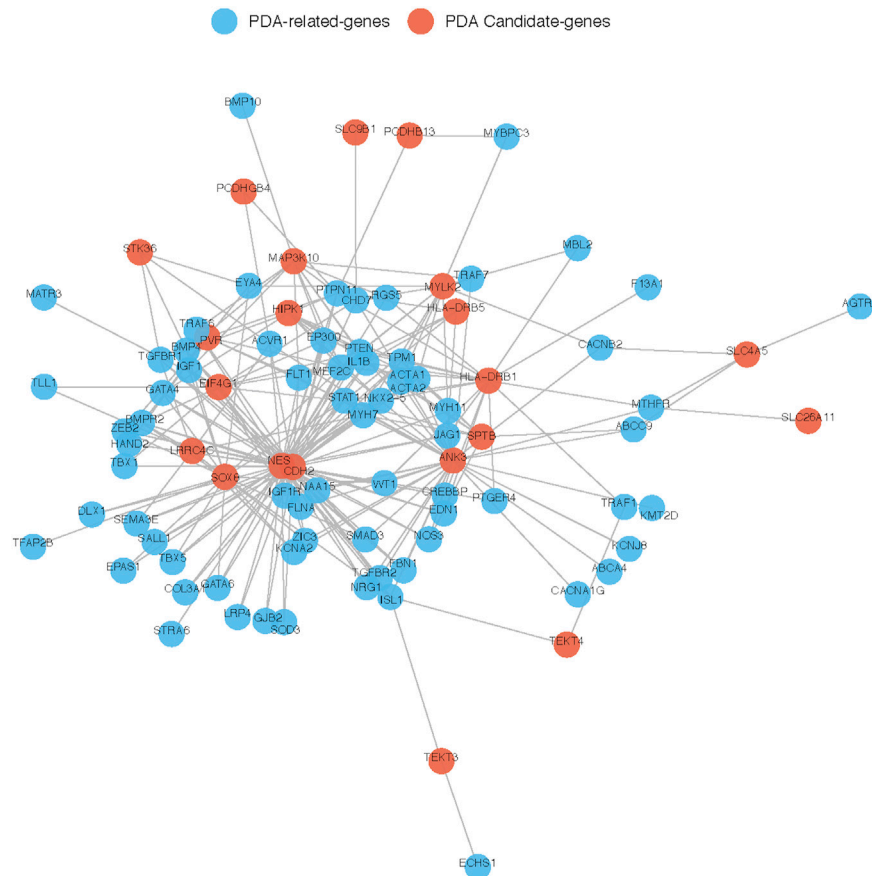 PDA-related-genes PDA Candidate-genes
BMP10
SLC9B1
PCDHB13
MYBPC3
PCDHGB4
STK36
MAP3K10
MBL2
MATR3
EYA4
PTPN11
CHD7
RGS5
MYLK2
TRAF7
F13A1
AGTR
HIPK1
HLA-DRB5
TRAF5
PVR
BMP4
ACVR1
EP300
PTEN
CACNB2
SLC4A5
TGFBR1
IGF1
IL1B
TPM1
MEF2C
FLT1
ACTA1
ACTA2
HLA-DRB1
TLL1
GATA4
EIF4G1
STAT1
NKX2-5
MYH7
MYH11
MTHFR
SLC26A11
BMPR2
ZEB2
HAND2
JAG1
SPTB
ABCC9
LRRC4C
TBX1
SOX6
NES
CDH2
ANK3
IGF1R
NAA15
WT1
CREBBP
PTGER4
FLNA
EDN1
TRAF1
KMT2D
DLX1
SEMA3E
TFAP2B
SALL1
ZIC3
KCNA2
SMAD3
NOS3
KCNJ8
TBX5
EPAS1
TGFBR2
FBN1
ABCA4
COL3A1
GATA6
NRG1
ISL1
CACNA1G
LRP4
GJB2
SOD3
STRA6
TEKT4
TEKT3
ECHS1